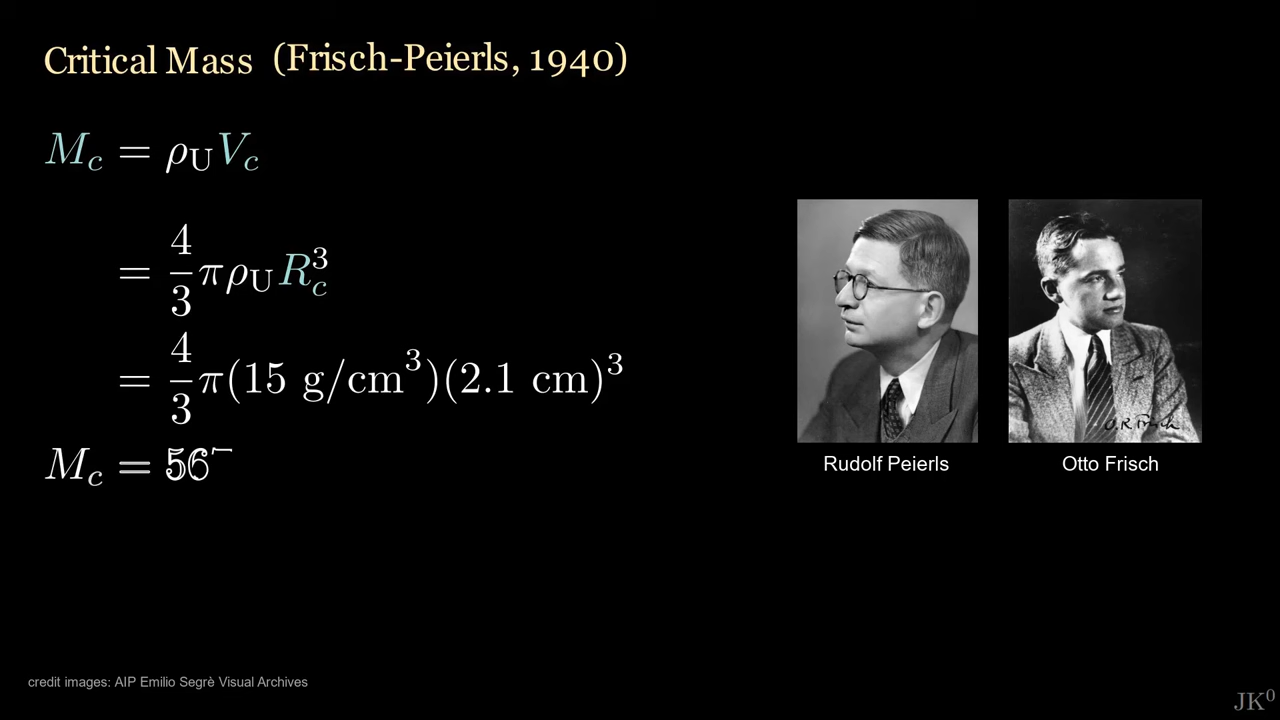 Critical Mass (Frisch-Peierls, 1940)
M_c = ρ_U V_c
= 4/3 π ρ_U R_c^3
= 4/3 π (15 g/cm^3)(2.1 cm)^3
M_c = 56
O.R. Frisch
Rudolf Peierls
Otto Frisch
credit images: AIP Emilio Segrè Visual Archives
JK^0